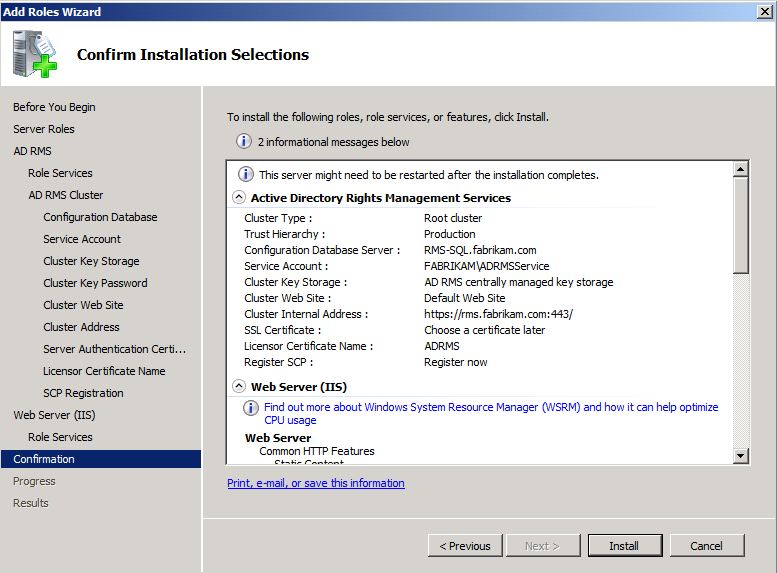 Add Roles Wizard
Confirm Installation Selections
Before You Begin
Server Roles
AD RMS
Role Services
AD RMS Cluster
Configuration Database
Service Account
Cluster Key Storage
Cluster Key Password
Cluster Web Site
Cluster Address
Server Authentication Certi...
Licensor Certificate Name
SCP Registration
Web Server (IIS)
Role Services
Confirmation
Progress
Results
To install the following roles, role services, or features, click Install.
2 informational messages below
This server might need to be restarted after the installation completes.
Active Directory Rights Management Services
Cluster Type : Root cluster
Trust Hierarchy : Production
Configuration Database Server : RMS-SQL.fabrikam.com
Service Account : FABRIKAM\ADRMSService
Cluster Key Storage : AD RMS centrally managed key storage
Cluster Web Site : Default Web Site
Cluster Internal Address : https://rms.fabrikam.com:443/
SSL Certificate : Choose a certificate later
Licensor Certificate Name : ADRMS
Register SCP : Register now
Web Server (IIS)
Find out more about Windows System Resource Manager (WSRM) and how it can help optimize
CPU usage
Web Server
Common HTTP Features
Static Content
Print, e-mail, or save this information
< Previous
Next >
Install
Cancel